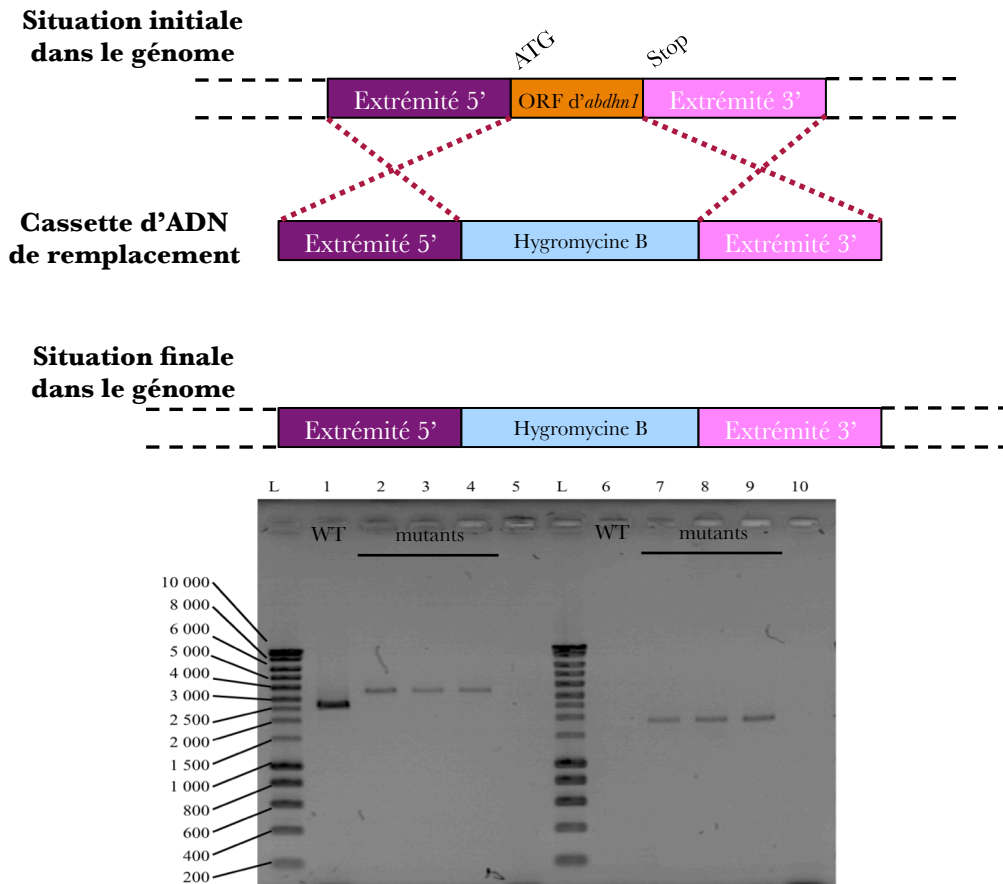 Situation initiale
dans le génome
ATG
Stop
Extrémité 5’
ORF d’abdhn1
Extrémité 3’
Cassette d’ADN
de remplacement
Extrémité 5’
Hygromycine B
Extrémité 3’
Situation finale
dans le génome
Extrémité 5’
Hygromycine B
Extrémité 3’
L 1 2 3 4 5 L 6 7 8 9 10
WT mutants WT mutants
10 000
8 000
6 000
5 000
4 000
3 000
2 500
2 000
1 500
1 000
800
600
400
200